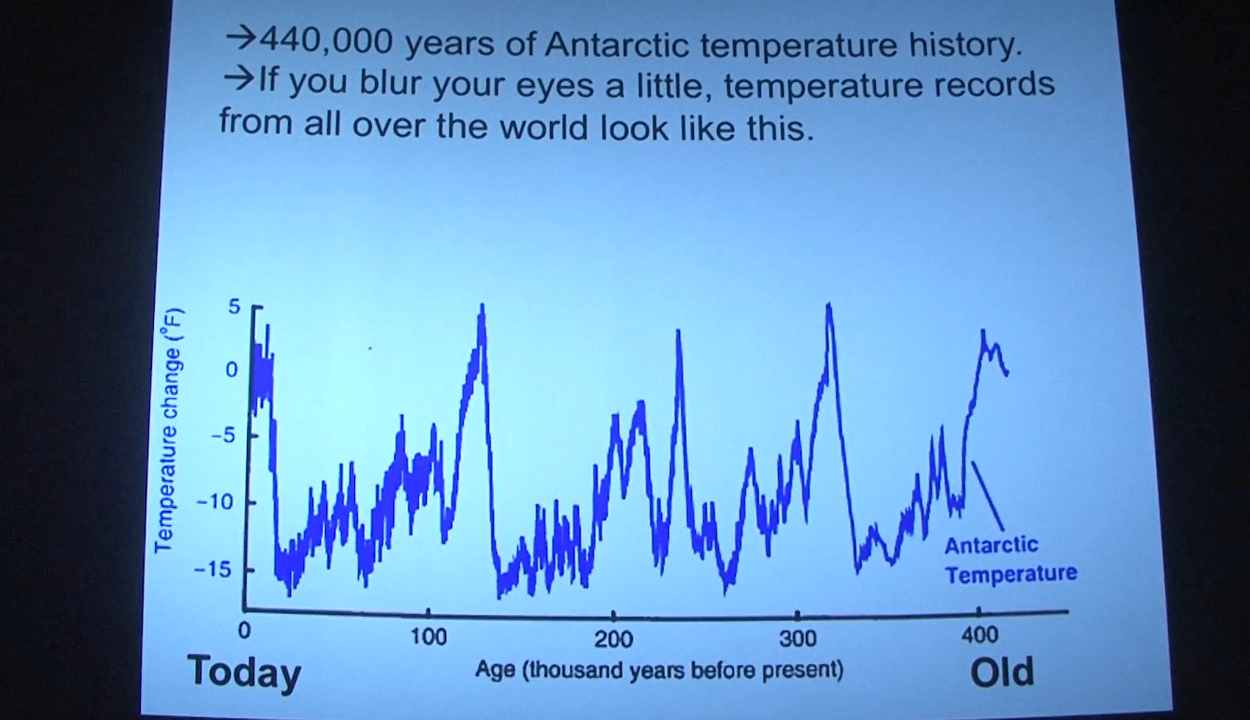 →440,000 years of Antarctic temperature history.
→If you blur your eyes a little, temperature records
from all over the world look like this.
Temperature change (°F)
5
0
−5
−10
−15
Antarctic
Temperature
0
100
200
300
400
Today
Age (thousand years before present)
Old